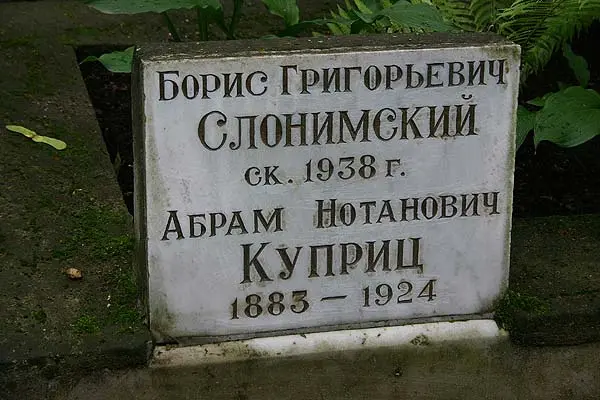 Борис Григорьевич
Слонимский
ск. 1938 г.
Абрам Нотанович
Куприц
1883 — 1924